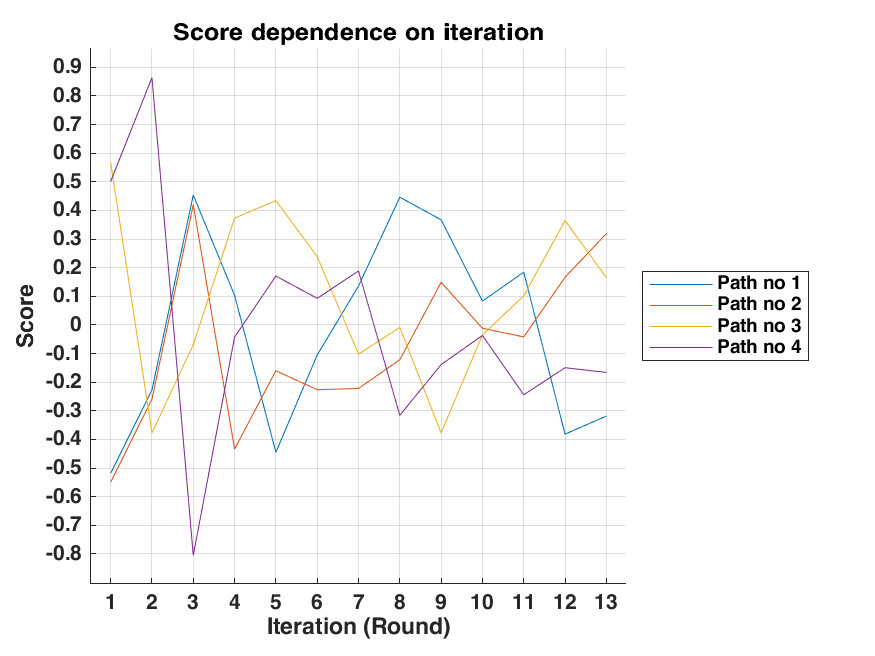 Score dependence on iteration
0.9
0.8
0.7
0.6
0.5
0.4
0.3
0.2
0.1
0
-0.1
-0.2
-0.3
-0.4
-0.5
-0.6
-0.7
-0.8
Score
1 2 3 4 5 6 7 8 9 10 11 12 13
Iteration (Round)
Path no 1
Path no 2
Path no 3
Path no 4